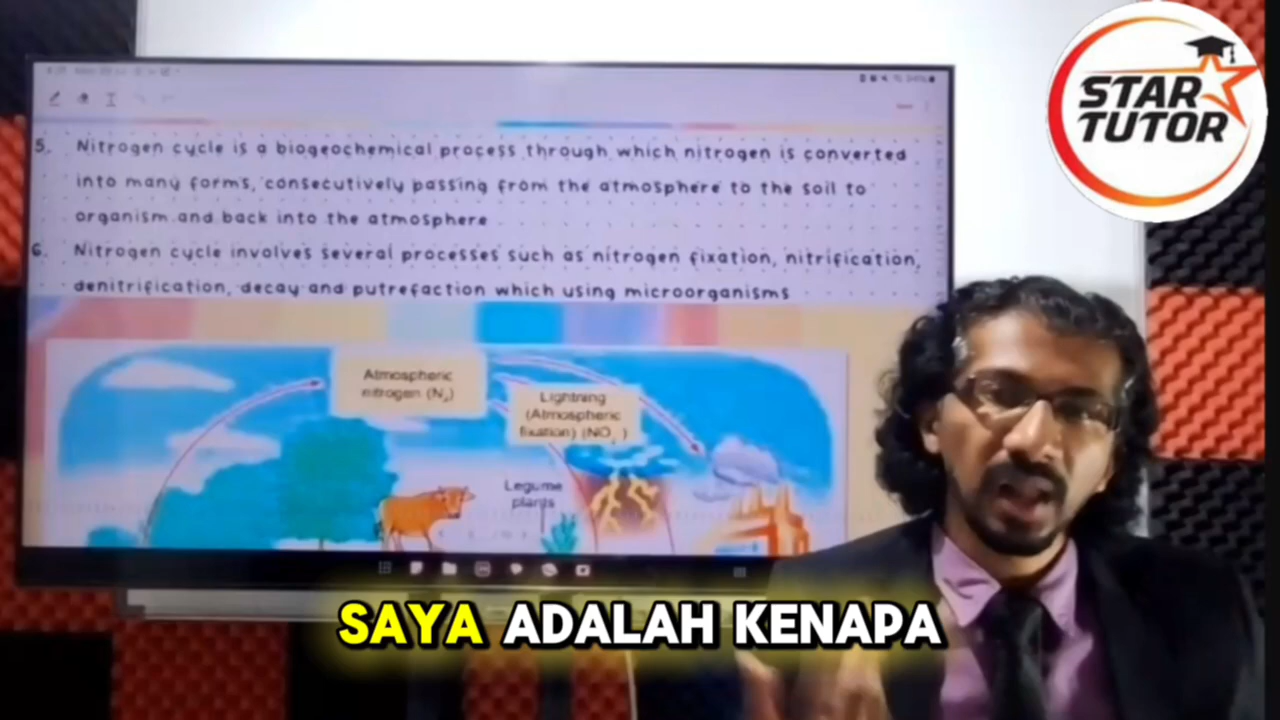 STAR
TUTOR
5. Nitrogen cycle is a biogeochemical process through which nitrogen is converted
into many forms, consecutively passing from the atmosphere to the soil to
organism and back into the atmosphere
6. Nitrogen cycle involves several processes such as nitrogen fixation, nitrification,
denitrification, decay and putrefaction which using microorganisms
Atmospheric
nitrogen (N₂)
Lightning
(Atmospheric
fixation) (NO
Legume
plants
SAYA ADALAH KENAPA